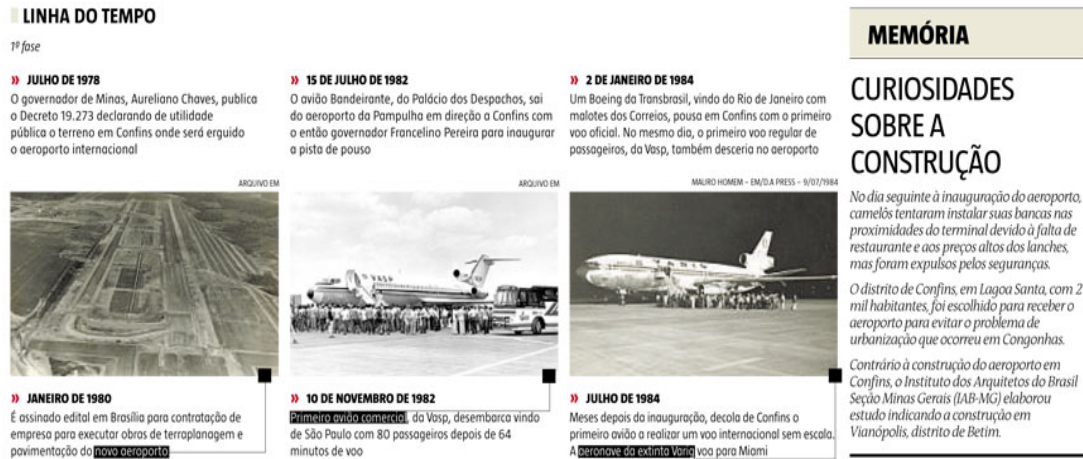 LINHA DO TEMPO
1ª fase
» JULHO DE 1978
O governador de Minas, Aureliano Chaves, publica
o Decreto 19.273 declarando de utilidade
pública o terreno em Confins onde será erguido
o aeroporto internacional
» 15 DE JULHO DE 1982
O avião Bandeirante, do Palácio dos Despachos, sai
do aeroporto da Pampulha em direção a Confins com
o então governador Francelino Pereira para inaugurar
a pista de pouso
» 2 DE JANEIRO DE 1984
Um Boeing da Transbrasil, vindo do Rio de Janeiro com
malotes dos Correios, pousa em Confins com o primeiro
voo oficial. No mesmo dia, o primeiro voo regular de
passageiros, da Vasp, também desceria no aeroporto
ARQUIVO EM
ARQUIVO EM
MAURO HOMEM – EM/D.A PRESS – 9/07/1984
VASP
» JANEIRO DE 1980
É assinado edital em Brasília para contratação de
empresa para executar obras de terraplanagem e
pavimentação do novo aeroporto
» 10 DE NOVEMBRO DE 1982
Primeiro avião comercial, da Vasp, desembarca vindo
de São Paulo com 80 passageiros depois de 64
minutos de voo
» JULHO DE 1984
Meses depois da inauguração, decola de Confins o
primeiro avião a realizar um voo internacional sem escala.
A aeronave da extinta Varig voa para Miami
MEMÓRIA
CURIOSIDADES
SOBRE A
CONSTRUÇÃO
No dia seguinte à inauguração do aeroporto,
camelôs tentaram instalar suas bancas nas
proximidades do terminal devido à falta de
restaurante e aos preços altos dos lanches,
mas foram expulsos pelos seguranças.
O distrito de Confins, em Lagoa Santa, com 2
mil habitantes, foi escolhido para receber o
aeroporto para evitar o problema de
urbanização que ocorreu em Congonhas.
Contrário à construção do aeroporto em
Confins, o Instituto dos Arquitetos do Brasil
Seção Minas Gerais (IAB-MG) elaborou
estudo indicando a construção em
Vianópolis, distrito de Betim.